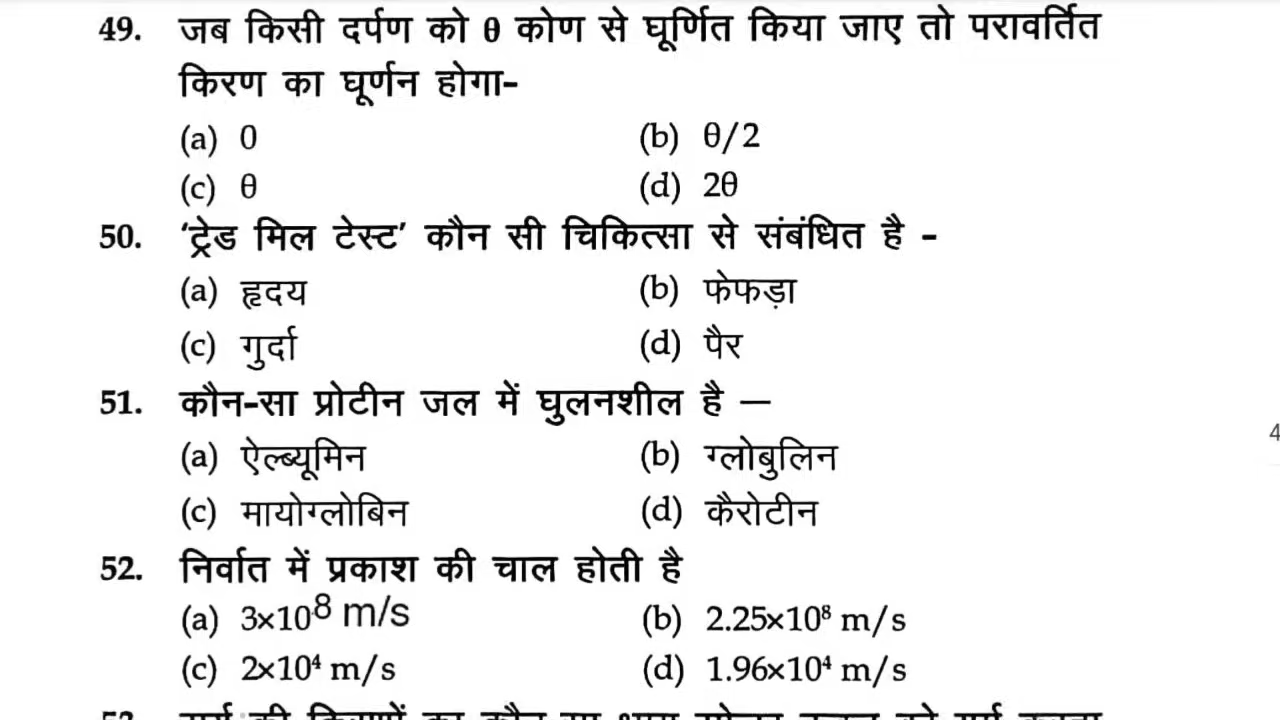 49. जब किसी दर्पण को θ कोण से घूर्णित किया जाए तो परावर्तित
किरण का घूर्णन होगा-
(a) 0 (b) θ/2
(c) θ (d) 2θ
50. ‘ट्रेड मिल टेस्ट’ कौन सी चिकित्सा से संबंधित है -
(a) हृदय (b) फेफड़ा
(c) गुर्दा (d) पैर
51. कौन-सा प्रोटीन जल में घुलनशील है —
(a) ऐल्ब्यूमिन (b) ग्लोबुलिन
(c) मायोग्लोबिन (d) कैरोटीन
4
52. निर्वात में प्रकाश की चाल होती है
(a) 3×10⁸ m/s (b) 2.25×10⁸ m/s
(c) 2×10⁴ m/s (d) 1.96×10⁴ m/s